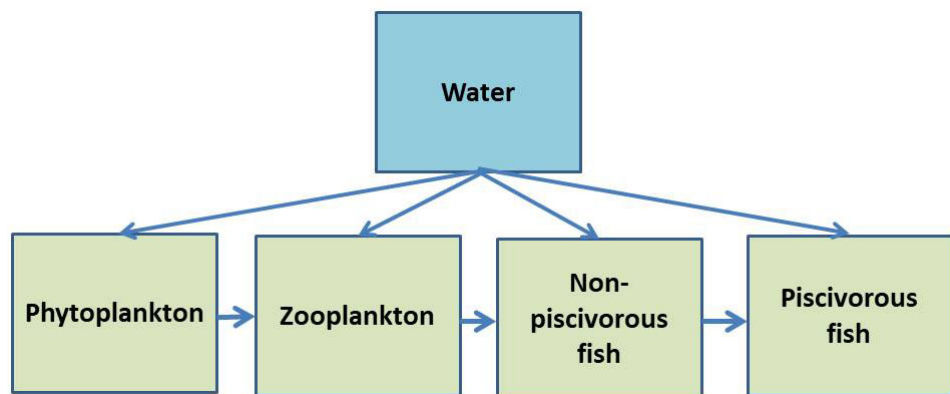 Water
Phytoplankton
Zooplankton
Non-
piscivorous
fish
Piscivorous
fish